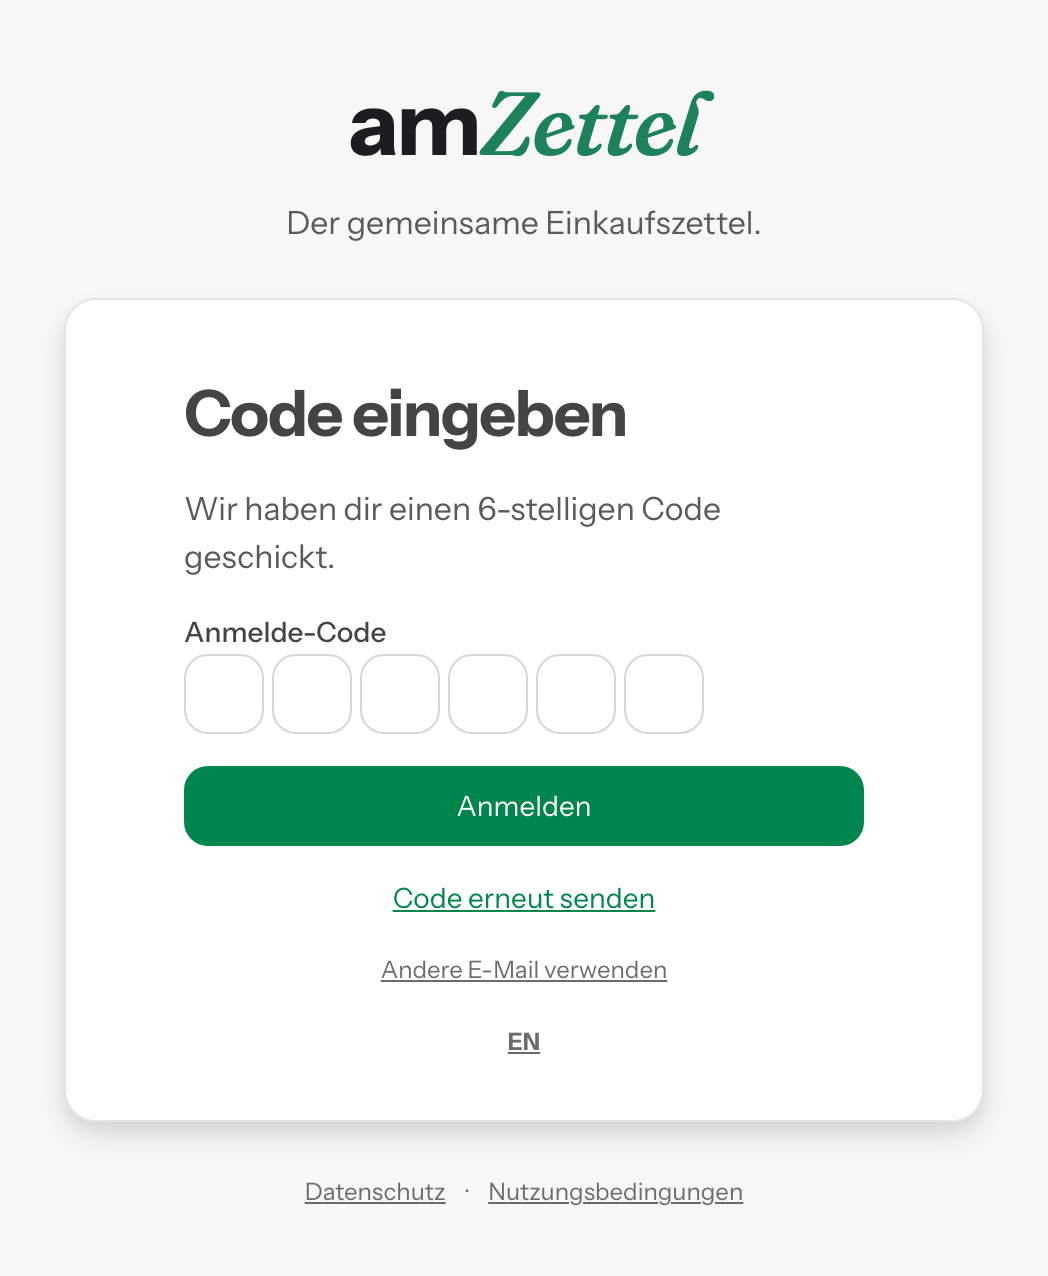 amZettel
Der gemeinsame Einkaufszettel.
Code eingeben
Wir haben dir einen 6-stelligen Code
geschickt.
Anmelde-Code
Anmelden
Code erneut senden
Andere E-Mail verwenden
EN
Datenschutz · Nutzungsbedingungen